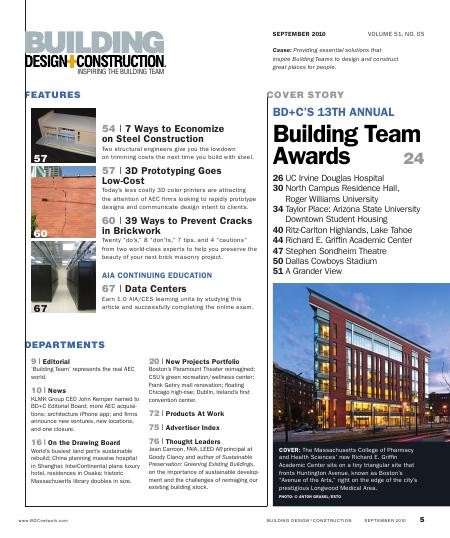 BUILDING
DESIGN+CONSTRUCTION.
INSPIRING THE BUILDING TEAM
SEPTEMBER 2010
VOLUME 51, NO. 05
Cause: Providing essential solutions that
inspire Building Teams to design and construct
great places for people.
FEATURES
57
54 | 7 Ways to Economize
on Steel Construction
Two structural engineers give you the lowdown
on trimming costs the next time you build with steel.
60
57 | 3D Prototyping Goes
Low-Cost
Today's less costly 3D color printers are attracting
the attention of AEC firms looking to rapidly prototype
designs and communicate design intent to clients.
60 | 39 Ways to Prevent Cracks
in Brickwork
Twenty "do's," 8 "don'ts," 7 tips, and 4 "cautions"
from two world-class experts to help you preserve the
beauty of your next brick masonry project.
67
AIA CONTINUING EDUCATION
67 | Data Centers
Earn 1.0 AIA/CES learning units by studying this
article and successfully completing the online exam.
DEPARTMENTS
9 | Editorial
'Building Team' represents the real AEC
world.
10 | News
KLMK Group CEO John Kemper named to
BD+C Editorial Board; more AEC acquisi-
tions; architecture iPhone app; and firms
announce new ventures, new locations,
and one closure.
16 | On the Drawing Board
World's busiest land port's sustainable
rebuild; China planning massive hospital
in Shanghai; InterContinental plans luxury
hotel, residences in Osaka; historic
Massachusetts library doubles in size.
20 | New Projects Portfolio
Boston's Paramount Theater reimagined;
CSU's green recreation/wellness center;
Frank Gehry mall renovation; floating
Chicago high-rise; Dublin, Ireland's first
convention center.
72 | Products At Work
75 | Advertiser Index
76 | Thought Leaders
Jean Carroon, FAIA, LEED AP, principal at
Goody Clancy and author of Sustainable
Preservation: Greening Existing Buildings,
on the importance of sustainable develop-
ment and the challenges of reimaging our
existing building stock.
COVER STORY
BD+C'S 13TH ANNUAL
Building Team
Awards 24
26 UC Irvine Douglas Hospital
30 North Campus Residence Hall,
Roger Williams University
34 Taylor Place: Arizona State University
Downtown Student Housing
40 Ritz-Carlton Highlands, Lake Tahoe
44 Richard E. Griffin Academic Center
47 Stephen Sondheim Theatre
50 Dallas Cowboys Stadium
51 A Grander View
COVER: The Massachusetts College of Pharmacy
and Health Sciences' new Richard E. Griffin
Academic Center sits on a tiny triangular site that
fronts Huntington Avenue, known as Boston's
"Avenue of the Arts," right on the edge of the city's
prestigious Longwood Medical Area.
PHOTO: © ANTON GRASSL/ESTO
www.BDCnetwork.com
BUILDING DESIGN+CONSTRUCTION
SEPTEMBER 2010
5